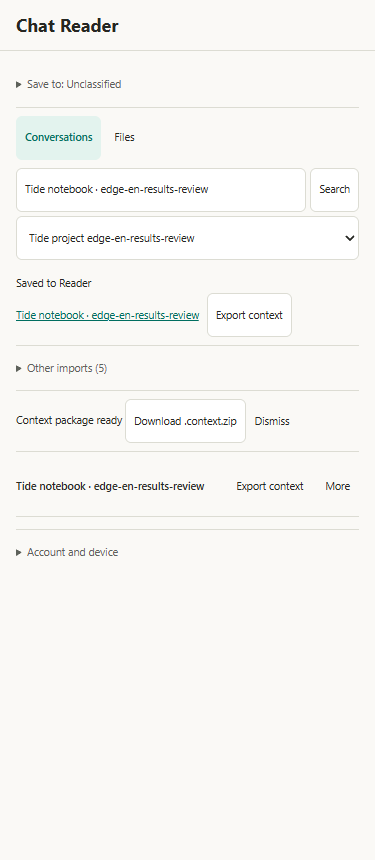 Chat Reader
Save to: Unclassified
Conversations Files
Tide notebook · edge-en-results-review Search
Tide project edge-en-results-review
Saved to Reader
Tide notebook · edge-en-results-review Export context
Other imports (5)
Context package ready Download .context.zip Dismiss
Tide notebook · edge-en-results-review Export context More
Account and device